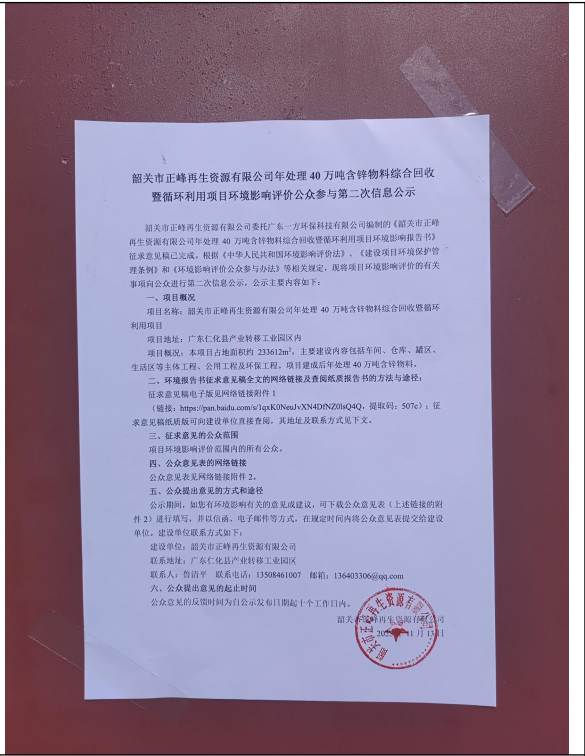 韶关市正峰再生资源有限公司年处理 40 万吨含锌物料综合回收
暨循环利用项目环境影响评价公众参与第二次信息公示
韶关市正峰再生资源有限公司委托广东一方环保科技有限公司编制的《韶关市正峰
再生资源有限公司年处理 40 万吨含锌物料综合回收暨循环利用项目环境影响报告书》
征求意见稿已完成。根据《中华人民共和国环境影响评价法》、《建设项目环境保护管
理条例》和《环境影响评价公众参与办法》等相关规定，现将项目环境影响评价的有关
事项向公众进行第二次信息公示，公示主要内容如下：
一、项目概况
项目名称：韶关市正峰再生资源有限公司年处理 40 万吨含锌物料综合回收暨循环
利用项目
项目地址：广东仁化县产业转移工业园区内
项目概况：本项目占地面积约 233612m²，主要建设内容包括车间、仓库、罐区、
生活区等主体工程、公用工程及环保工程。项目建成后年处理 40 万吨含锌物料。
二、环境报告书征求意见稿全文的网络链接及查阅纸质报告书的方法与途径：
征求意见稿电子版见网络链接附件 1
（链接：https://pan.baidu.com/s/1qxK0NeuJvXN4DfNZ0lsQ4Q，提取码：507c）；征
求意见稿纸质版可向建设单位直接查阅，其地址及联系方式见下文。
三、征求意见的公众范围
项目环境影响评价范围内的所有公众。
四、公众意见表的网络链接
公众意见表见网络链接附件 2。
五、公众提出意见的方式和途径
公示期间，如您有环境影响有关的意见或建议，可下载公众意见表（上述链接的附
件 2）进行填写，并以信函、电子邮件等方式，在规定时间内将公众意见表提交给建设
单位，建设单位联系方式如下：
建设单位：韶关市正峰再生资源有限公司
联系地址：广东仁化县产业转移工业园区
联系人：鲁清平 联系电话：13508461007 邮箱：136403306@qq.com
六、公众提出意见的起止时间
公众意见的反馈时间为自公示发布日期起十个工作日内。
韶关市正峰再生资源有限公司
11 月 13 日